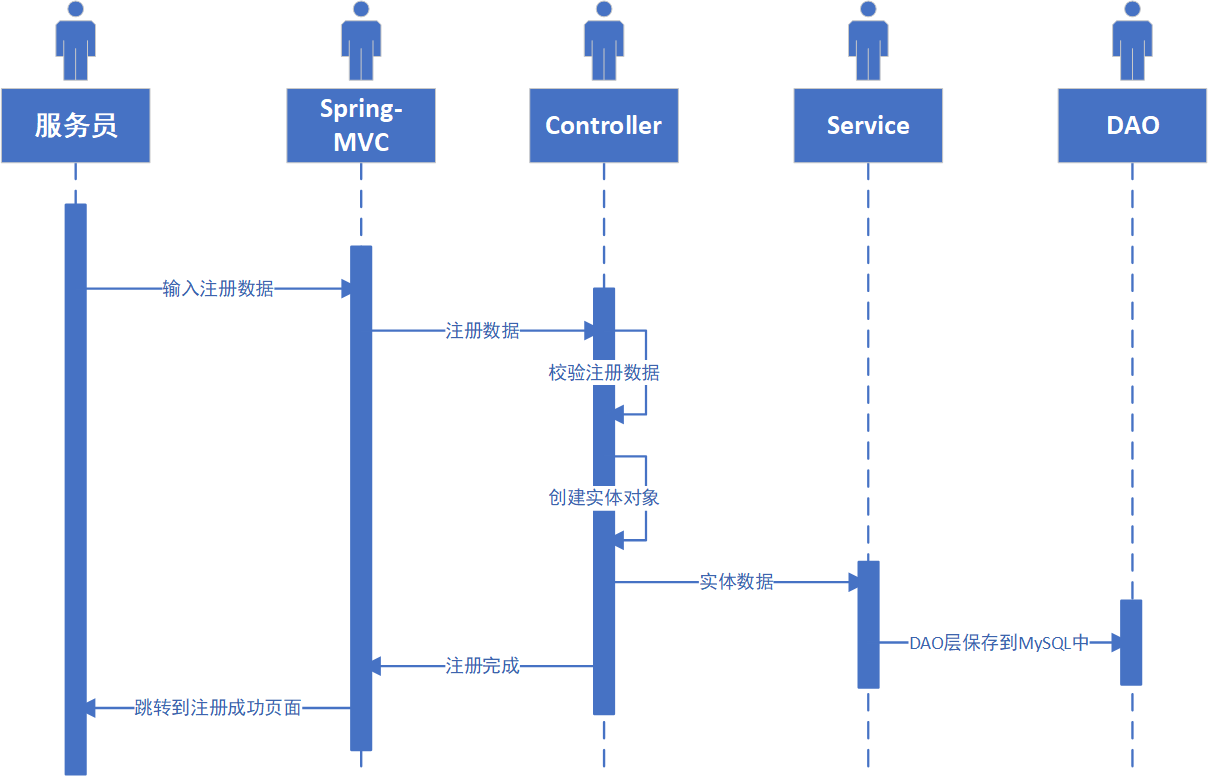 服务员
Spring-
MVC
Controller
Service
DAO
输入注册数据
注册数据
校验注册数据
创建实体对象
实体数据
DAO层保存到MySQL中
注册完成
跳转到注册成功页面